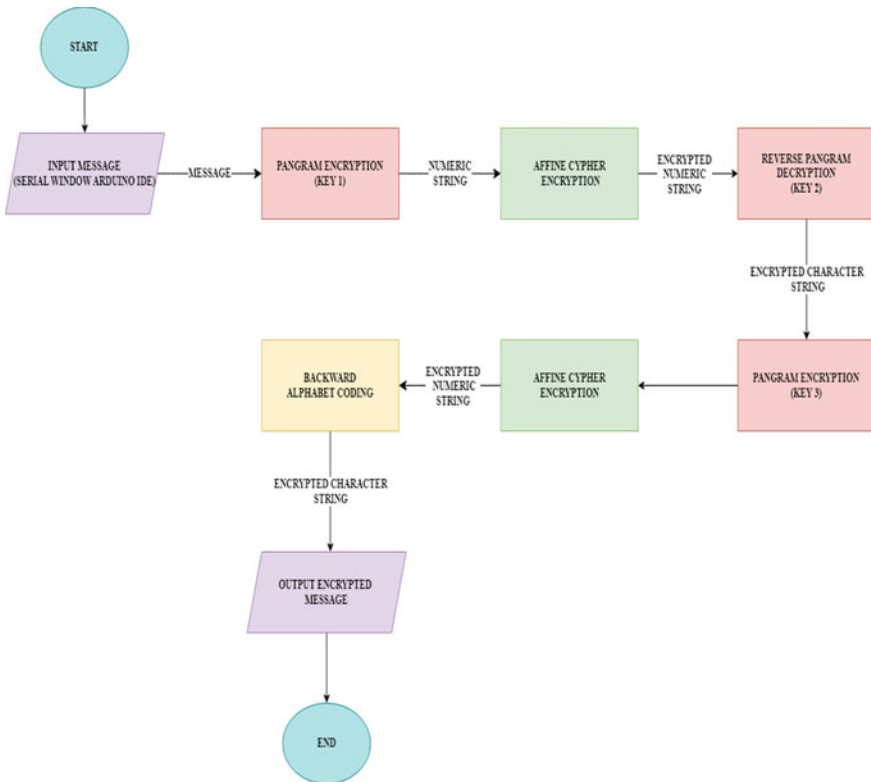 START
INPUT MESSAGE
(SERIAL WINDOW ARDUINO IDE)
MESSAGE
PANGRAM ENCRYPTION
(KEY 1)
NUMERIC
STRING
AFFINE CYPHER
ENCRYPTION
ENCRYPTED
NUMERIC
STRING
REVERSE PANGRAM
DECRYPTION
(KEY 2)
ENCRYPTED CHARACTER
STRING
PANGRAM ENCRYPTION
(KEY 3)
AFFINE CYPHER
ENCRYPTION
ENCRYPTED
NUMERIC
STRING
BACKWARD
ALPHABET CODING
ENCRYPTED CHARACTER
STRING
OUTPUT ENCRYPTED
MESSAGE
END